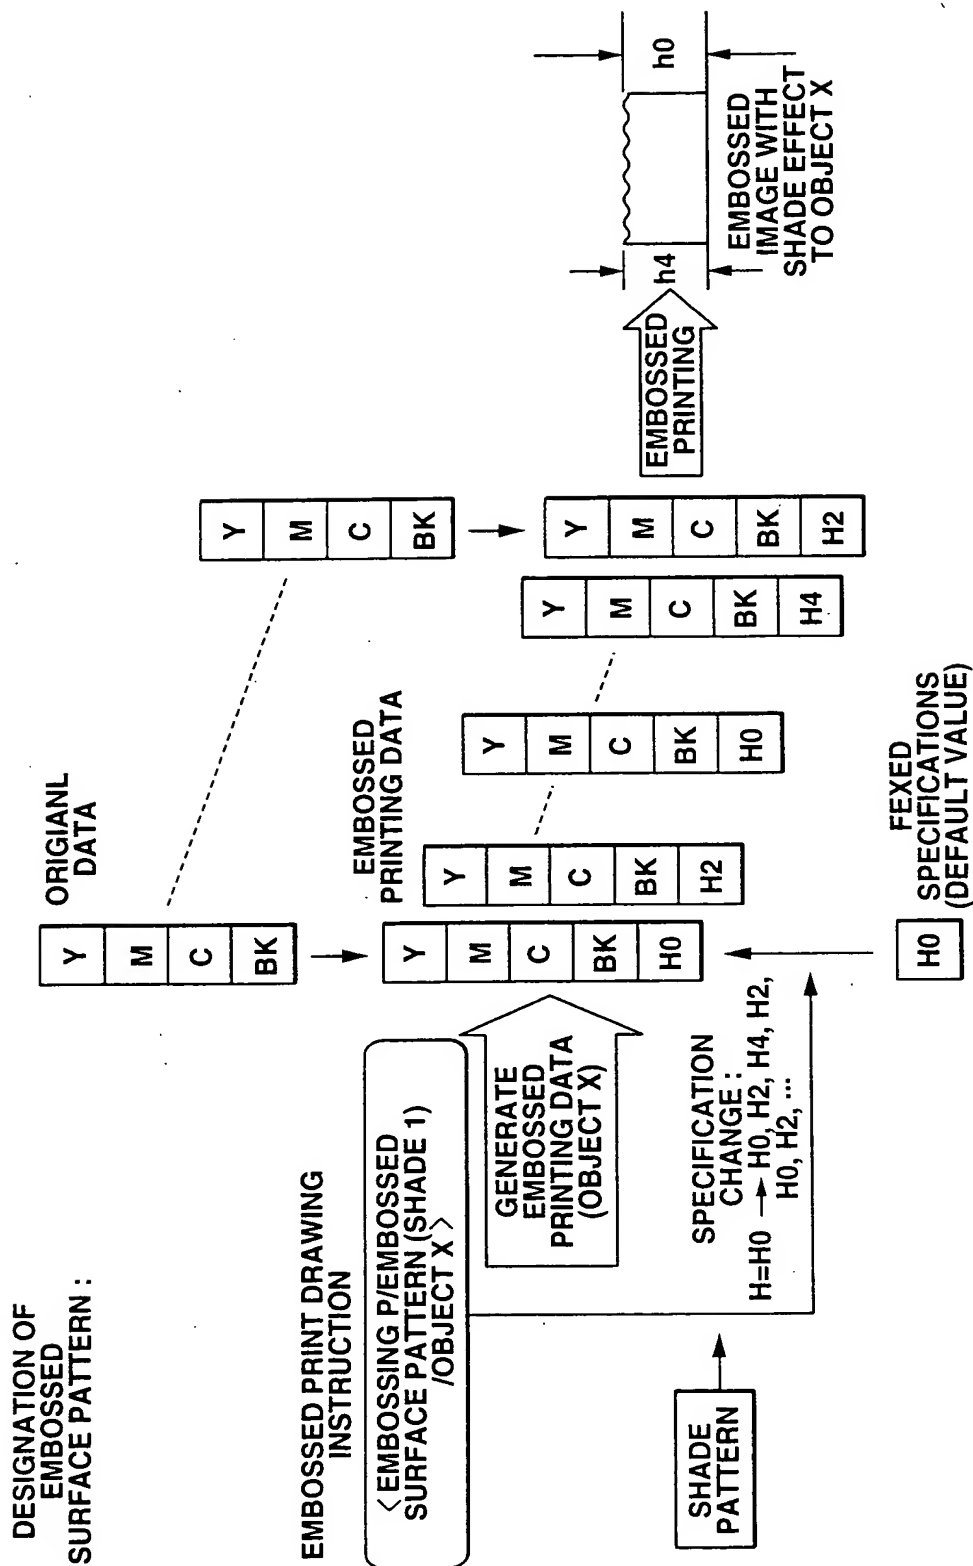 DESIGNATION OF
EMBOSSED
SURFACE PATTERN :
EMBOSSED PRINT DRAWING
INSTRUCTION
<EMBOSSING P/EMBOSSED
SURFACE PATTERN (SHADE 1)
/OBJECT X>
SHADE
PATTERN
GENERATE
EMBOSSED
PRINTING DATA
(OBJECT X)
SPECIFICATION
CHANGE :
H=H0 → H0, H2, H4, H2,
H0, H2, ...
ORIGIANL
DATA
Y
M
C
BK
Y
M
C
BK
EMBOSSED
PRINTING DATA
Y
M
C
BK
H0
Y
M
C
BK
H2
Y
M
C
BK
H0
Y
M
C
BK
H4
Y
M
C
BK
H2
H0
FEXED
SPECIFICATIONS
(DEFAULT VALUE)
EMBOSSED
PRINTING
h4
h0
EMBOSSED
IMAGE WITH
SHADE EFFECT
TO OBJECT X